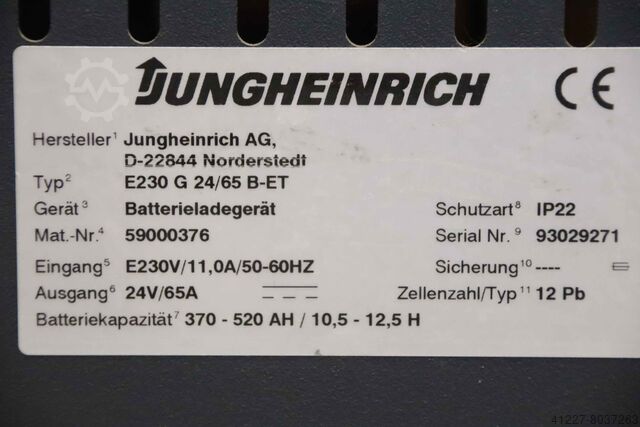 JUNGHEINRICH CE
Hersteller¹ Jungheinrich AG,
D-22844 Norderstedt
Typ² E230 G 24/65 B-ET
Gerät³ Batterieladegerät Schutzart⁸ IP22
Mat.-Nr.⁴ 59000376 Serial Nr.⁹ 93029271
Eingang⁵ E230V/11,0A/50-60HZ Sicherung¹⁰ ----
Ausgang⁶ 24V/65A Zellenzahl/Typ¹¹ 12 Pb
Batteriekapazität⁷ 370 - 520 AH / 10,5 - 12,5 H
41227-8037263